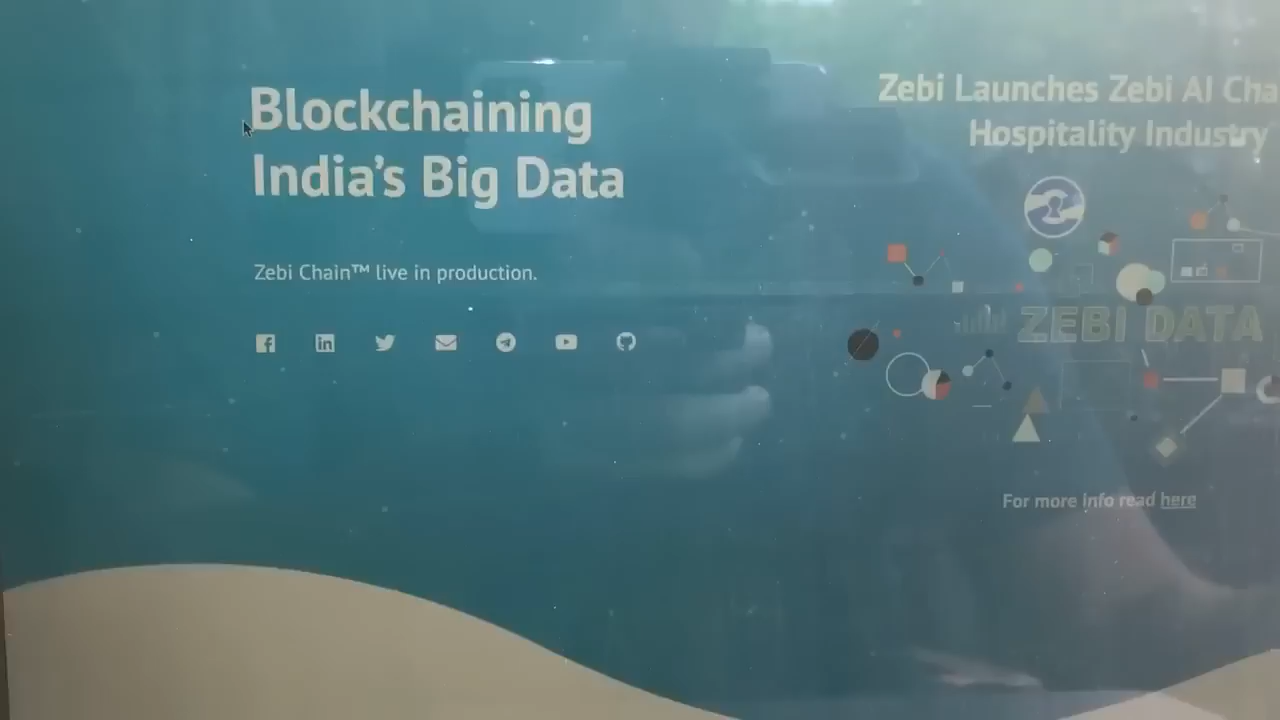 Blockchaining
India's Big Data
Zebi Chain™ live in production.
Zebi Launches Zebi AI Cha
Hospitality Industry
ZEBI DATA
For more info read here